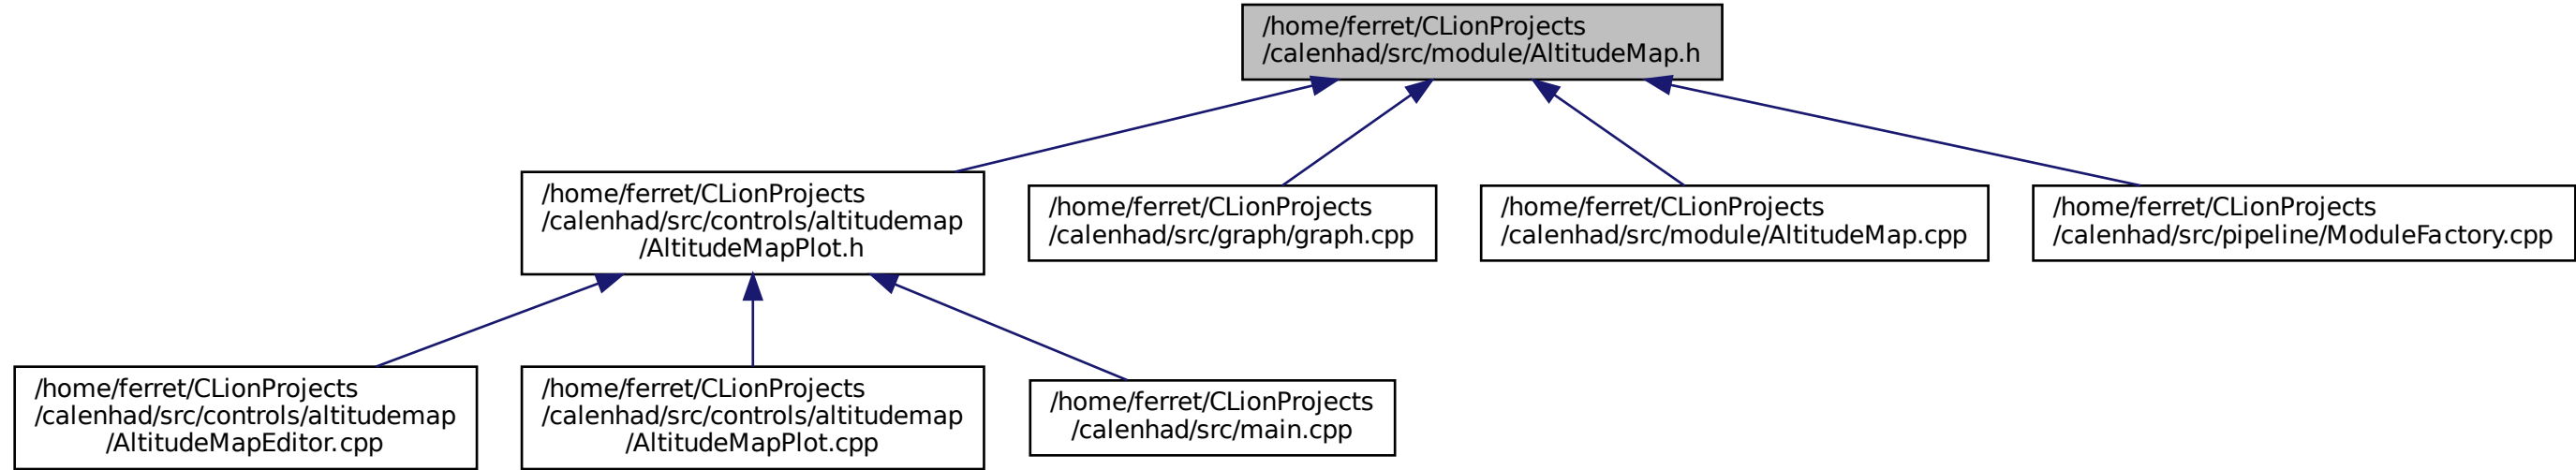 /home/ferret/CLionProjects
/calenhad/src/module/AltitudeMap.h
/home/ferret/CLionProjects
/calenhad/src/controls/altitudemap
/AltitudeMapPlot.h
/home/ferret/CLionProjects
/calenhad/src/graph/graph.cpp
/home/ferret/CLionProjects
/calenhad/src/module/AltitudeMap.cpp
/home/ferret/CLionProjects
/calenhad/src/pipeline/ModuleFactory.cpp
/home/ferret/CLionProjects
/calenhad/src/controls/altitudemap
/AltitudeMapEditor.cpp
/home/ferret/CLionProjects
/calenhad/src/controls/altitudemap
/AltitudeMapPlot.cpp
/home/ferret/CLionProjects
/calenhad/src/main.cpp